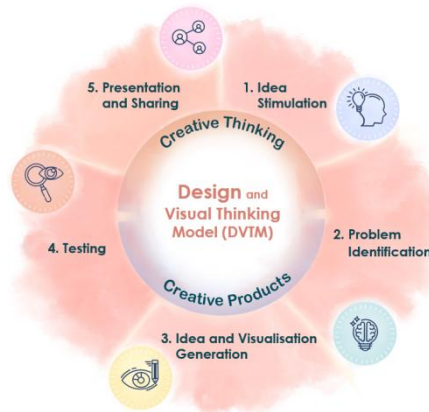 5. Presentation
and Sharing
1. Idea
Stimulation
Creative Thinking
Design and
Visual Thinking
Model (DVTM)
2. Problem
Identification
4. Testing
Creative Products
3. Idea and Visualisation
Generation